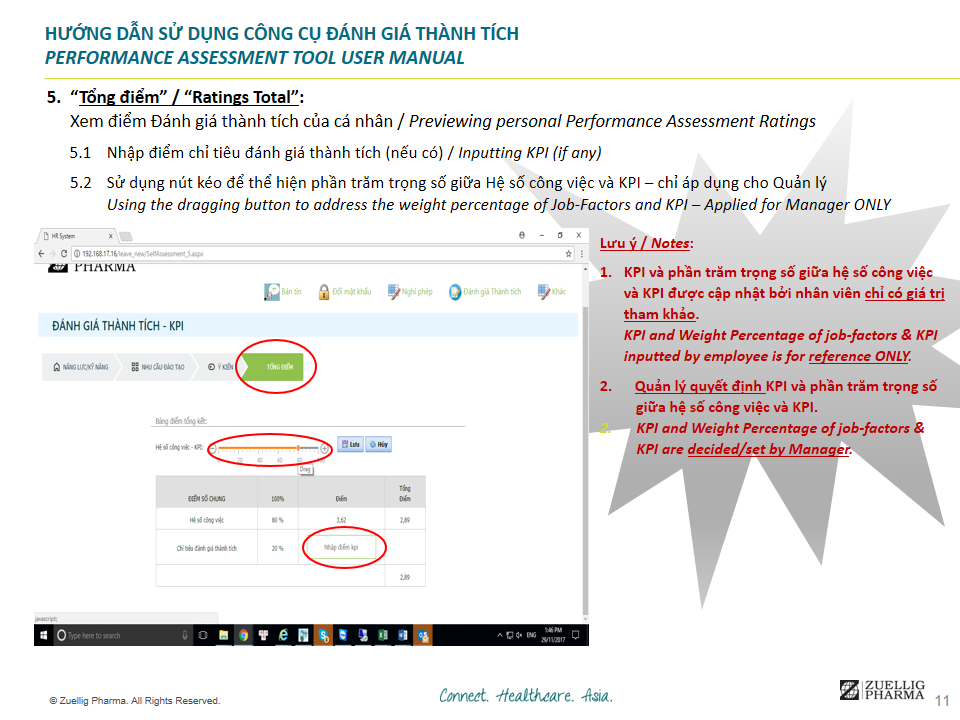 HƯỚNG DẪN SỬ DỤNG CÔNG CỤ ĐÁNH GIÁ THÀNH TÍCH
PERFORMANCE ASSESSMENT TOOL USER MANUAL
5. “Tổng điểm” / “Ratings Total”:
Xem điểm Đánh giá thành tích của cá nhân / Previewing personal Performance Assessment Ratings
5.1 Nhập điểm chỉ tiêu đánh giá thành tích (nếu có) / Inputting KPI (if any)
5.2 Sử dụng nút kéo để thể hiện phần trăm trọng số giữa Hệ số công việc và KPI – chỉ áp dụng cho Quản lý
Using the dragging button to address the weight percentage of Job-Factors and KPI – Applied for Manager ONLY
HR System
192.168.17.16/leave_new/SelfAssessment_5.aspx
PHARMA
Bản tin Đổi mật khẩu Nghỉ phép Đánh giá Thành tích Khác
ĐÁNH GIÁ THÀNH TÍCH - KPI
NĂNG LỰC/KỸ NĂNG NHU CẦU ĐÀO TẠO Ý KIẾN TỔNG ĐIỂM
Bảng điểm tổng kết:
Hệ số công việc - KPI: Lưu Hủy
20 40 60 80
Drag
ĐIỂM SỐ CHUNG 100% Điểm Tổng
Điểm
Hệ số công việc 80 % 3,62 2,89
Chỉ tiêu đánh giá thành tích 20 % Nhập điểm kpi
2,89
javascript:
Type here to search
ENG
1:46 PM
29/11/2017
Lưu ý / Notes:
1. KPI và phần trăm trọng số giữa hệ số công việc
và KPI được cập nhật bởi nhân viên chỉ có giá trị
tham khảo.
KPI and Weight Percentage of job-factors & KPI
inputted by employee is for reference ONLY.
2. Quản lý quyết định KPI và phần trăm trọng số
giữa hệ số công việc và KPI.
2. KPI and Weight Percentage of job-factors &
KPI are decided/set by Manager.
© Zuellig Pharma. All Rights Reserved.
Connect. Healthcare. Asia.
ZUELLIG
PHARMA
11